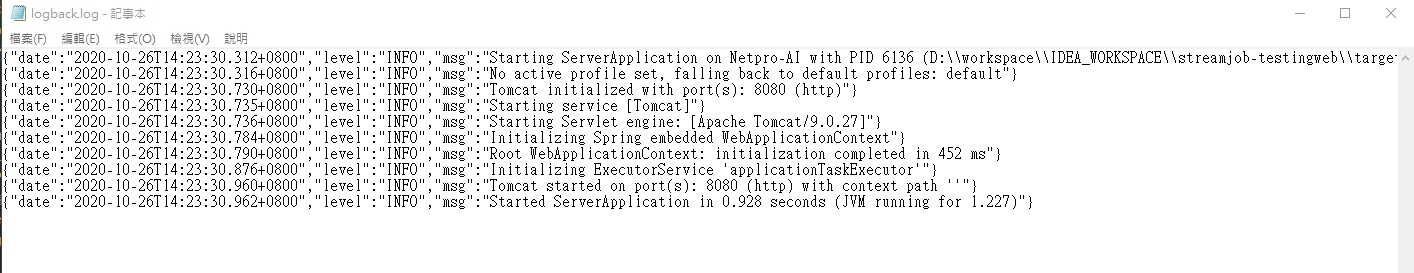 logback.log - 記事本
檔案(F) 編輯(E) 格式(O) 檢視(V) 說明
{"date":"2020-10-26T14:23:30.312+0800","level":"INFO","msg":"Starting ServerApplication on Netpro-AI with PID 6136 (D:\\workspace\\IDEA_WORKSPACE\\streamjob-testingweb\\target
{"date":"2020-10-26T14:23:30.316+0800","level":"INFO","msg":"No active profile set, falling back to default profiles: default"}
{"date":"2020-10-26T14:23:30.730+0800","level":"INFO","msg":"Tomcat initialized with port(s): 8080 (http)"}
{"date":"2020-10-26T14:23:30.735+0800","level":"INFO","msg":"Starting service [Tomcat]"}
{"date":"2020-10-26T14:23:30.736+0800","level":"INFO","msg":"Starting Servlet engine: [Apache Tomcat/9.0.27]"}
{"date":"2020-10-26T14:23:30.784+0800","level":"INFO","msg":"Initializing Spring embedded WebApplicationContext"}
{"date":"2020-10-26T14:23:30.790+0800","level":"INFO","msg":"Root WebApplicationContext: initialization completed in 452 ms"}
{"date":"2020-10-26T14:23:30.876+0800","level":"INFO","msg":"Initializing ExecutorService 'applicationTaskExecutor'"}
{"date":"2020-10-26T14:23:30.960+0800","level":"INFO","msg":"Tomcat started on port(s): 8080 (http) with context path ''"}
{"date":"2020-10-26T14:23:30.962+0800","level":"INFO","msg":"Started ServerApplication in 0.928 seconds (JVM running for 1.227)"}